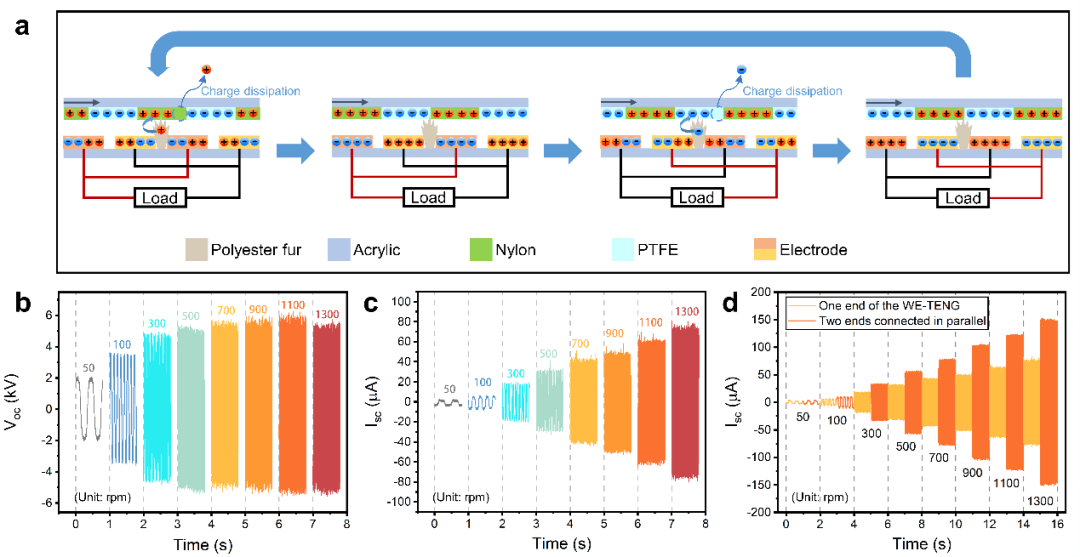 a
Charge dissipation
Charge dissipation
Load
Load
Load
Load
Polyester fur
Acrylic
Nylon
PTFE
Electrode
b
Voc (kV)
6
4
2
0
-2
-4
-6
50
100
300
500
700
900
1100
1300
(Unit: rpm)
0 1 2 3 4 5 6 7 8
Time (s)
c
Isc (μA)
100
80
60
40
20
0
-20
-40
-60
-80
-100
50
100
300
500
700
900
1100
1300
(Unit: rpm)
0 1 2 3 4 5 6 7 8
Time (s)
d
Isc (μA)
200
150
100
50
0
-50
-100
-150
-200
One end of the WE-TENG
Two ends connected in parallel
50
100
300
500
700
900
1100
1300
(Unit: rpm)
0 2 4 6 8 10 12 14 16
Time (s)